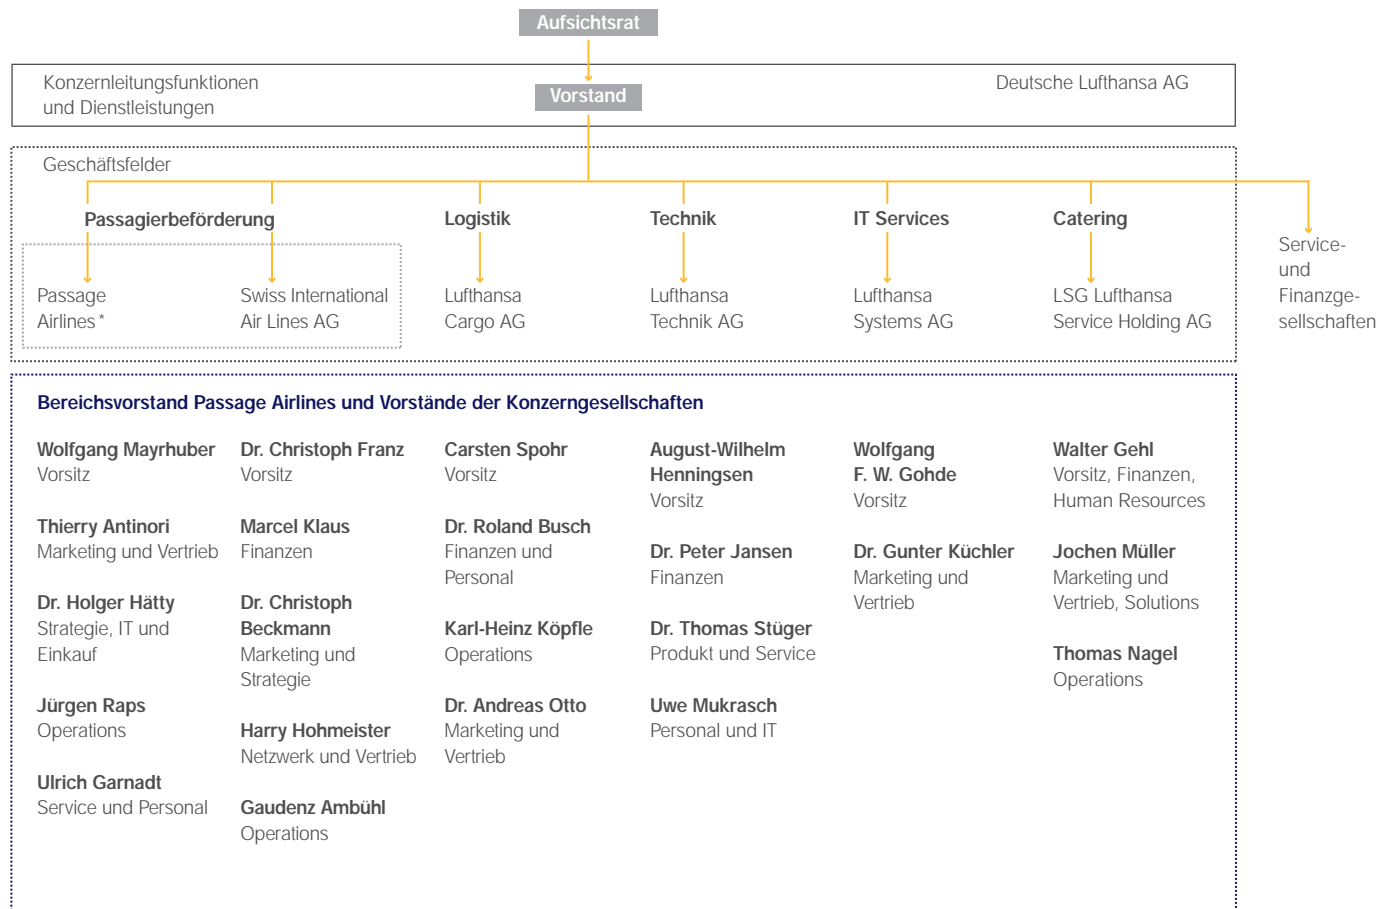 Aufsichtsrat
Konzernleitungsfunktionen
und Dienstleistungen
Vorstand
Deutsche Lufthansa AG
Geschäftsfelder
Passagierbeförderung
Logistik
Technik
IT Services
Catering
Passage
Airlines*
Swiss International
Air Lines AG
Lufthansa
Cargo AG
Lufthansa
Technik AG
Lufthansa
Systems AG
LSG Lufthansa
Service Holding AG
Service-
und
Finanzge-
sellschaften
Bereichsvorstand Passage Airlines und Vorstände der Konzerngesellschaften
Wolfgang Mayrhuber
Vorsitz
Thierry Antinori
Marketing und Vertrieb
Dr. Holger Hätty
Strategie, IT und
Einkauf
Jürgen Raps
Operations
Ulrich Garnadt
Service und Personal
Dr. Christoph Franz
Vorsitz
Marcel Klaus
Finanzen
Dr. Christoph
Beckmann
Marketing und
Strategie
Harry Hohmeister
Netzwerk und Vertrieb
Gaudenz Ambühl
Operations
Carsten Spohr
Vorsitz
Dr. Roland Busch
Finanzen und
Personal
Karl-Heinz Köpfle
Operations
Dr. Andreas Otto
Marketing und
Vertrieb
August-Wilhelm
Henningsen
Vorsitz
Dr. Peter Jansen
Finanzen
Dr. Thomas Stüger
Produkt und Service
Uwe Mukrasch
Personal und IT
Wolfgang
F. W. Gohde
Vorsitz
Dr. Gunter Küchler
Marketing und
Vertrieb
Walter Gehl
Vorsitz, Finanzen,
Human Resources
Jochen Müller
Marketing und
Vertrieb, Solutions
Thomas Nagel
Operations